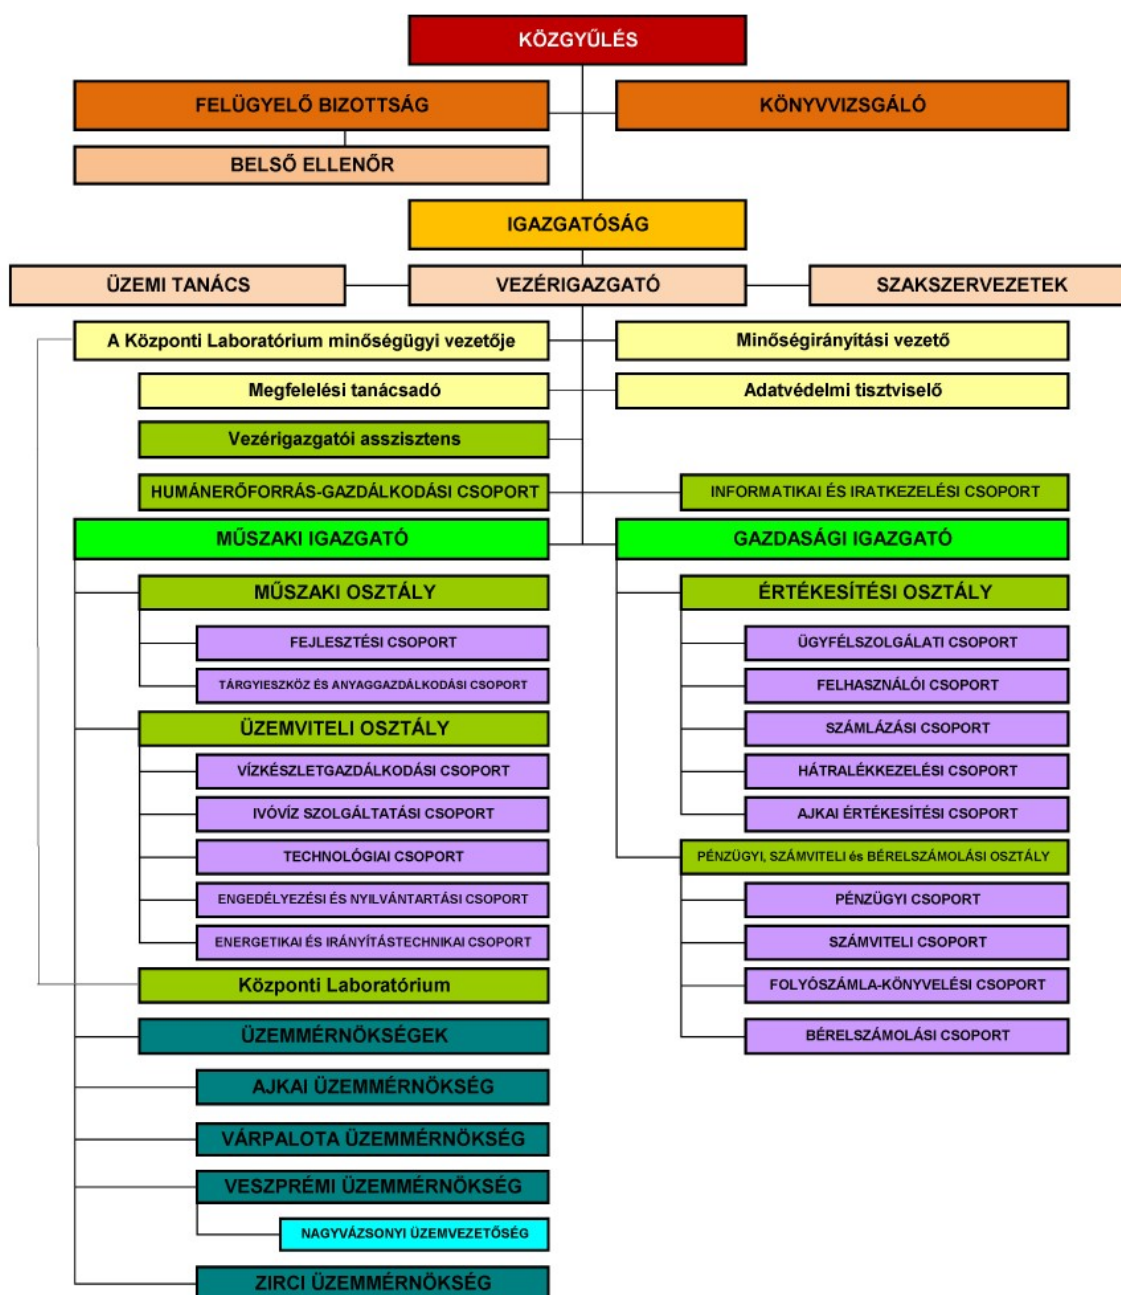 KÖZGYŰLÉS
FELÜGYELŐ BIZOTTSÁG
KÖNYVVIZSGÁLÓ
BELSŐ ELLENŐR
IGAZGATÓSÁG
ÜZEMI TANÁCS
VEZÉRIGAZGATÓ
SZAKSZERVEZETEK
A Központi Laboratórium minőségügyi vezetője
Minőségirányítási vezető
Megfelelési tanácsadó
Adatvédelmi tisztviselő
Vezérigazgatói asszisztens
HUMÁNERŐFORRÁS-GAZDÁLKODÁSI CSOPORT
INFORMATIKAI ÉS IRATKEZELÉSI CSOPORT
MŰSZAKI IGAZGATÓ
GAZDASÁGI IGAZGATÓ
MŰSZAKI OSZTÁLY
FEJLESZTÉSI CSOPORT
TÁRGYIESZKÖZ ÉS ANYAGGAZDÁLKODÁSI CSOPORT
ÜZEMVITELI OSZTÁLY
VÍZKÉSZLETGAZDÁLKODÁSI CSOPORT
IVÓVÍZ SZOLGÁLTATÁSI CSOPORT
TECHNOLÓGIAI CSOPORT
ENGEDÉLYEZÉSI ÉS NYILVÁNTARTÁSI CSOPORT
ENERGETIKAI ÉS IRÁNYÍTÁSTECHNIKAI CSOPORT
Központi Laboratórium
ÜZEMMÉRNÖKSÉGEK
AJKAI ÜZEMMÉRNÖKSÉG
VÁRPALOTA ÜZEMMÉRNÖKSÉG
VESZPRÉMI ÜZEMMÉRNÖKSÉG
NAGYVÁZSONYI ÜZEMVEZETŐSÉG
ZIRCI ÜZEMMÉRNÖKSÉG
ÉRTÉKESÍTÉSI OSZTÁLY
ÜGYFÉLSZOLGÁLATI CSOPORT
FELHASZNÁLÓI CSOPORT
SZÁMLÁZÁSI CSOPORT
HÁTRALÉKKEZELÉSI CSOPORT
AJKAI ÉRTÉKESÍTÉSI CSOPORT
PÉNZÜGYI, SZÁMVITELI és BÉRELSZÁMOLÁSI OSZTÁLY
PÉNZÜGYI CSOPORT
SZÁMVITELI CSOPORT
FOLYÓSZÁMLA-KÖNYVELÉSI CSOPORT
BÉRELSZÁMOLÁSI CSOPORT